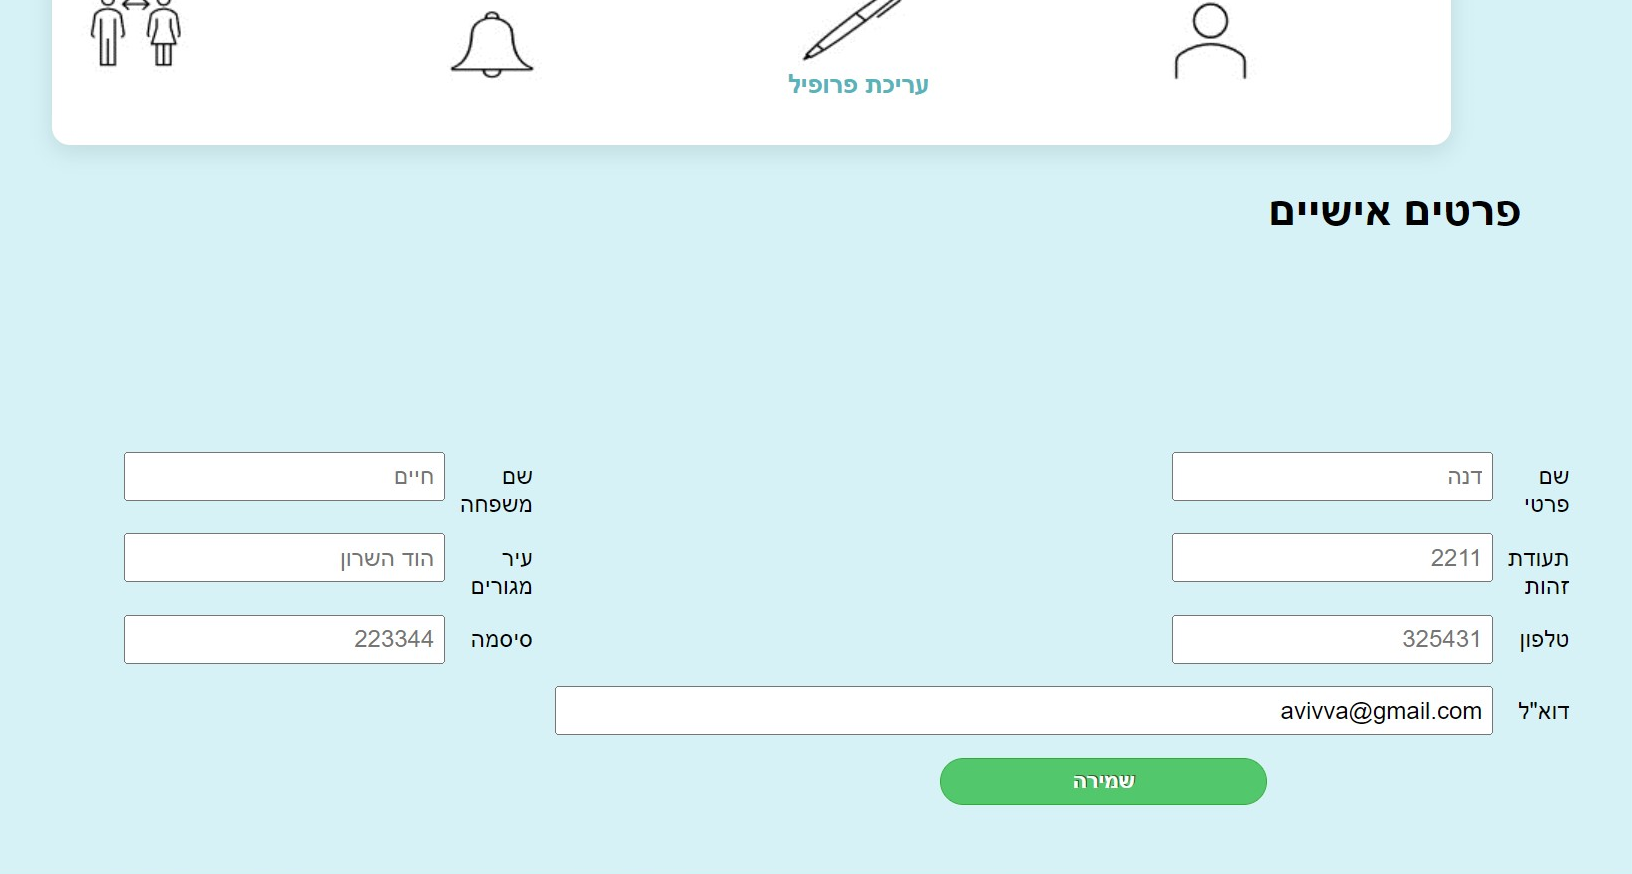 עריכת פרופיל
פרטים אישיים
שם פרטי
דנה
שם משפחה
חיים
תעודת זהות
2211
עיר מגורים
הוד השרון
טלפון
325431
סיסמה
223344
דוא"ל
avivva@gmail.com
שמירה